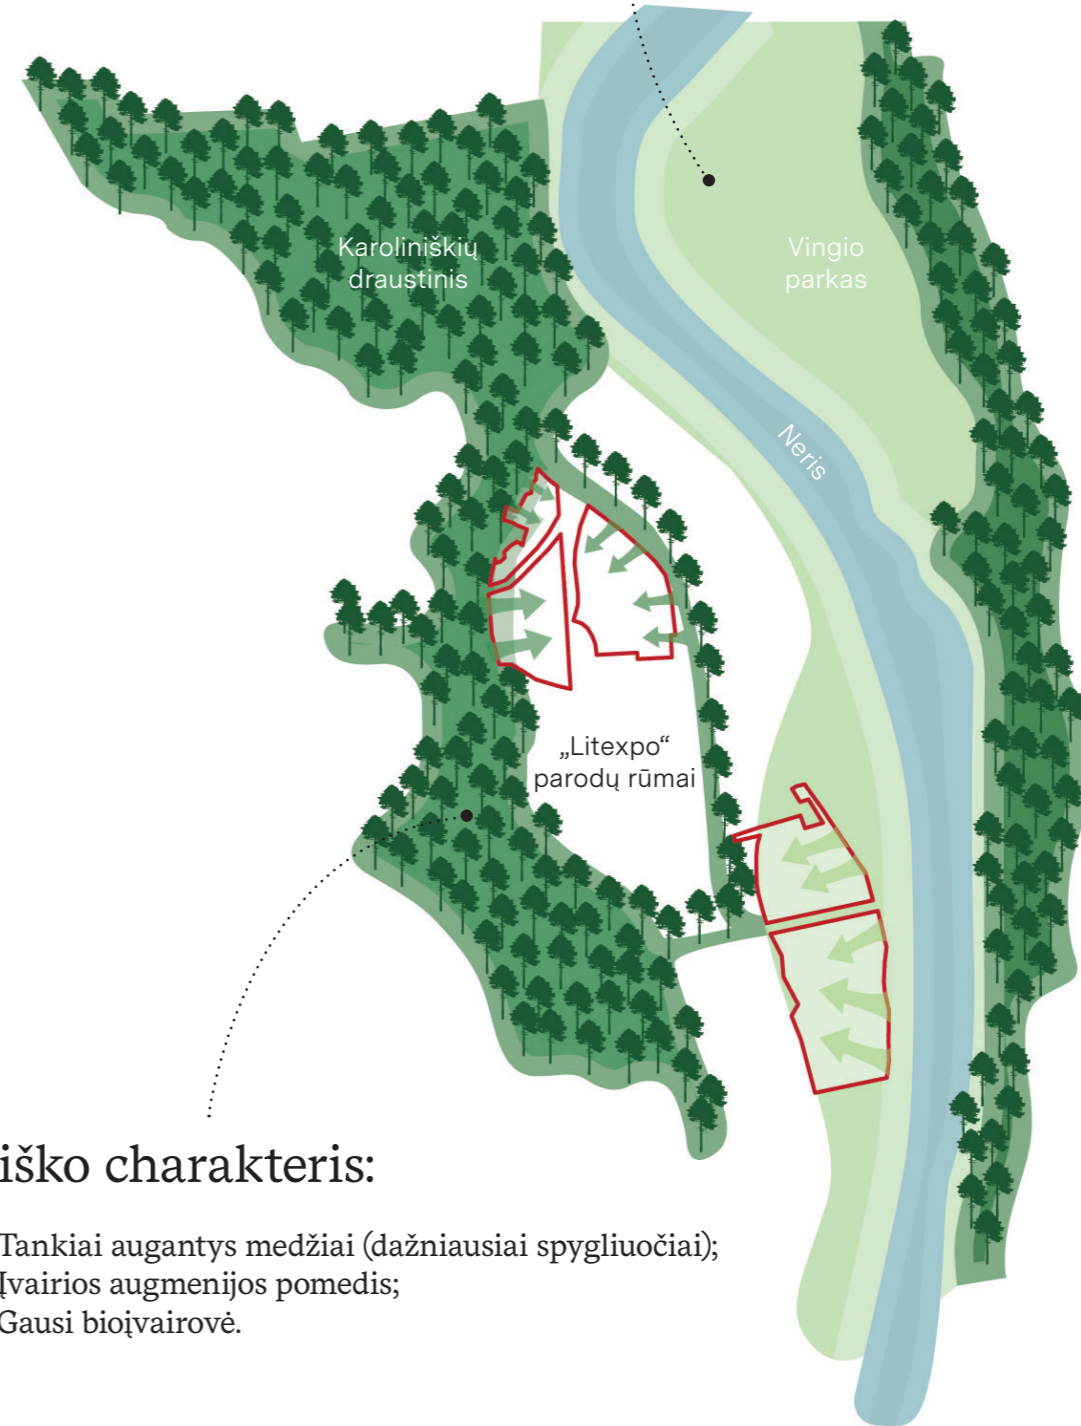 Karoliniškių
draustinis
Vingio
parkas
Neris
„Litexpo“
parodų rūmai
iško charakteris:
Tankiai augantys medžiai (dažniausiai spygliuočiai);
Įvairios augmenijos pomedis;
Gausi bioįvairovė.